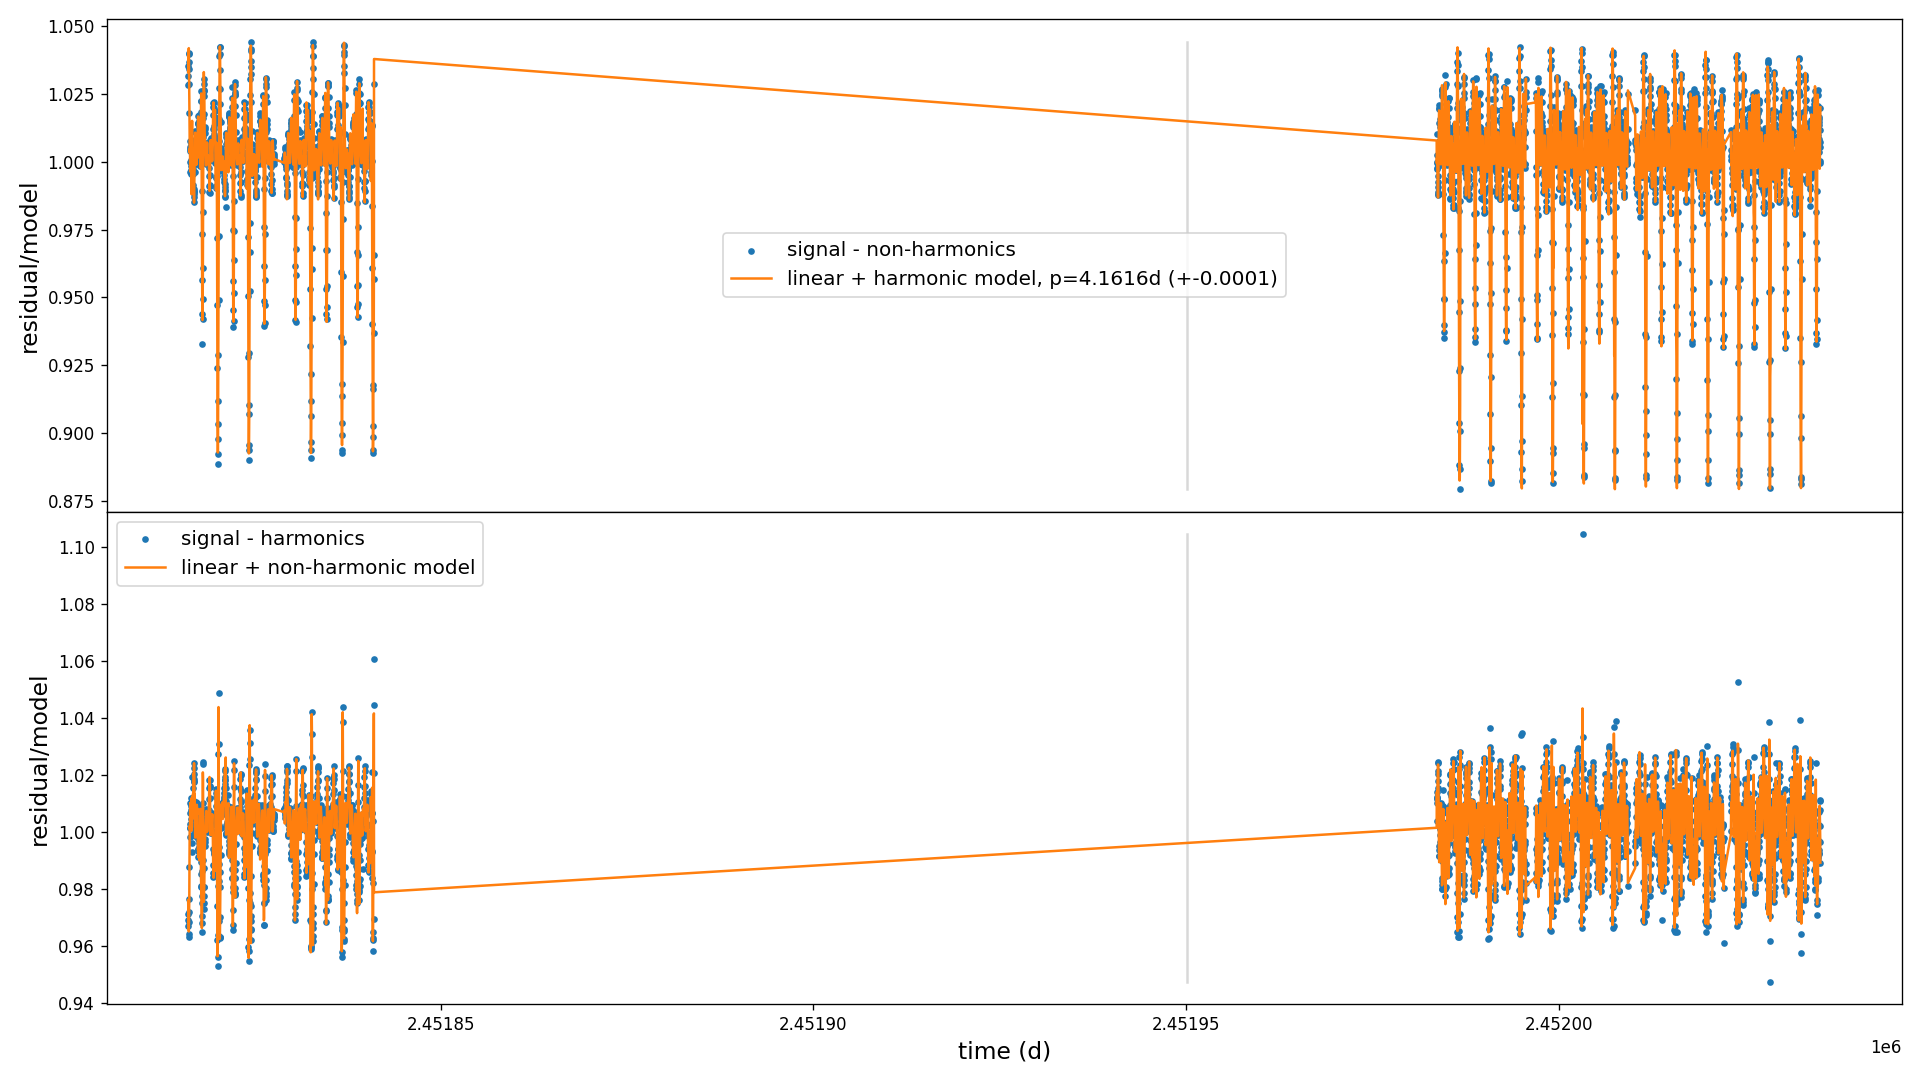 1.050
1.025
1.000
0.975
0.950
0.925
0.900
0.875
residual/model
signal - non-harmonics
linear + harmonic model, p=4.1616d (+-0.0001)
signal - harmonics
linear + non-harmonic model
1.10
1.08
1.06
1.04
1.02
1.00
0.98
0.96
0.94
residual/model
2.45185
2.45190
2.45195
2.45200
1e6
time (d)